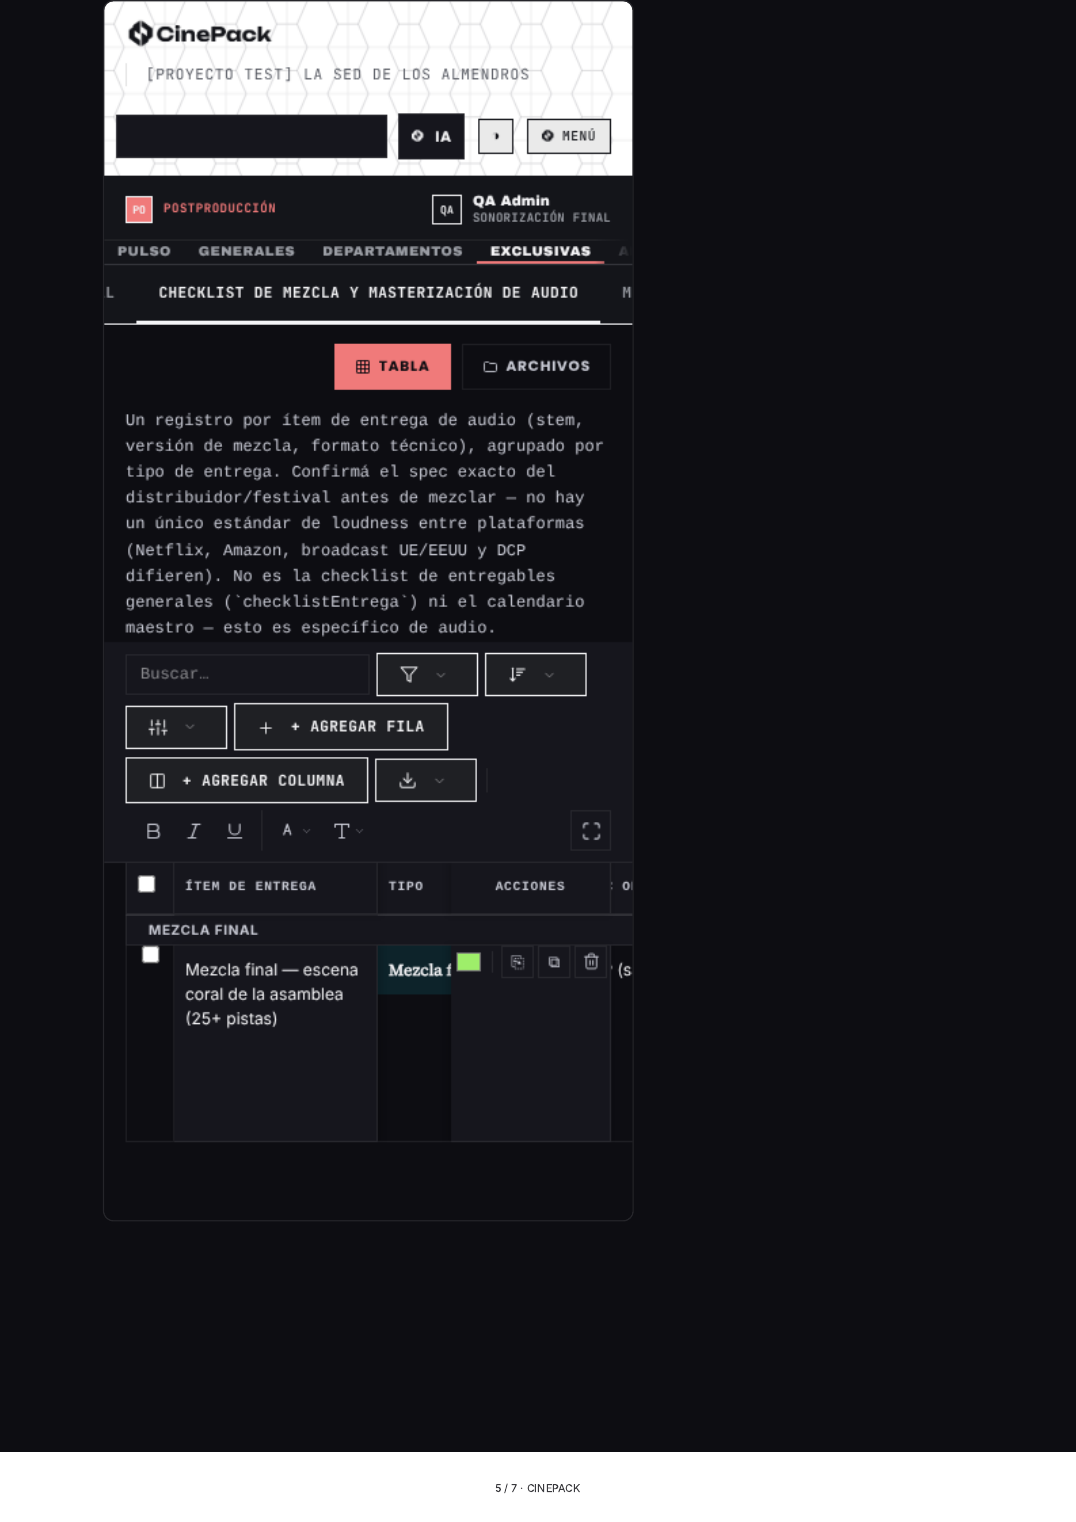 CinePack
[PROYECTO TEST] LA SED DE LOS ALMENDROS
IA
MENÚ
PO
POSTPRODUCCIÓN
QA
QA Admin
SONORIZACIÓN FINAL
PULSO GENERALES DEPARTAMENTOS EXCLUSIVAS A
L CHECKLIST DE MEZCLA Y MASTERIZACIÓN DE AUDIO M
TABLA
ARCHIVOS
Un registro por ítem de entrega de audio (stem,
versión de mezcla, formato técnico), agrupado por
tipo de entrega. Confirmá el spec exacto del
distribuidor/festival antes de mezclar — no hay
un único estándar de loudness entre plataformas
(Netflix, Amazon, broadcast UE/EEUU y DCP
difieren). No es la checklist de entregables
generales (`checklistEntrega`) ni el calendario
maestro — esto es específico de audio.
Buscar…
+ AGREGAR FILA
+ AGREGAR COLUMNA
B I U A T
ÍTEM DE ENTREGA TIPO ACCIONES
MEZCLA FINAL
Mezcla final — escena
coral de la asamblea
(25+ pistas)
Mezcla f
(s
5 / 7 · CINEPACK